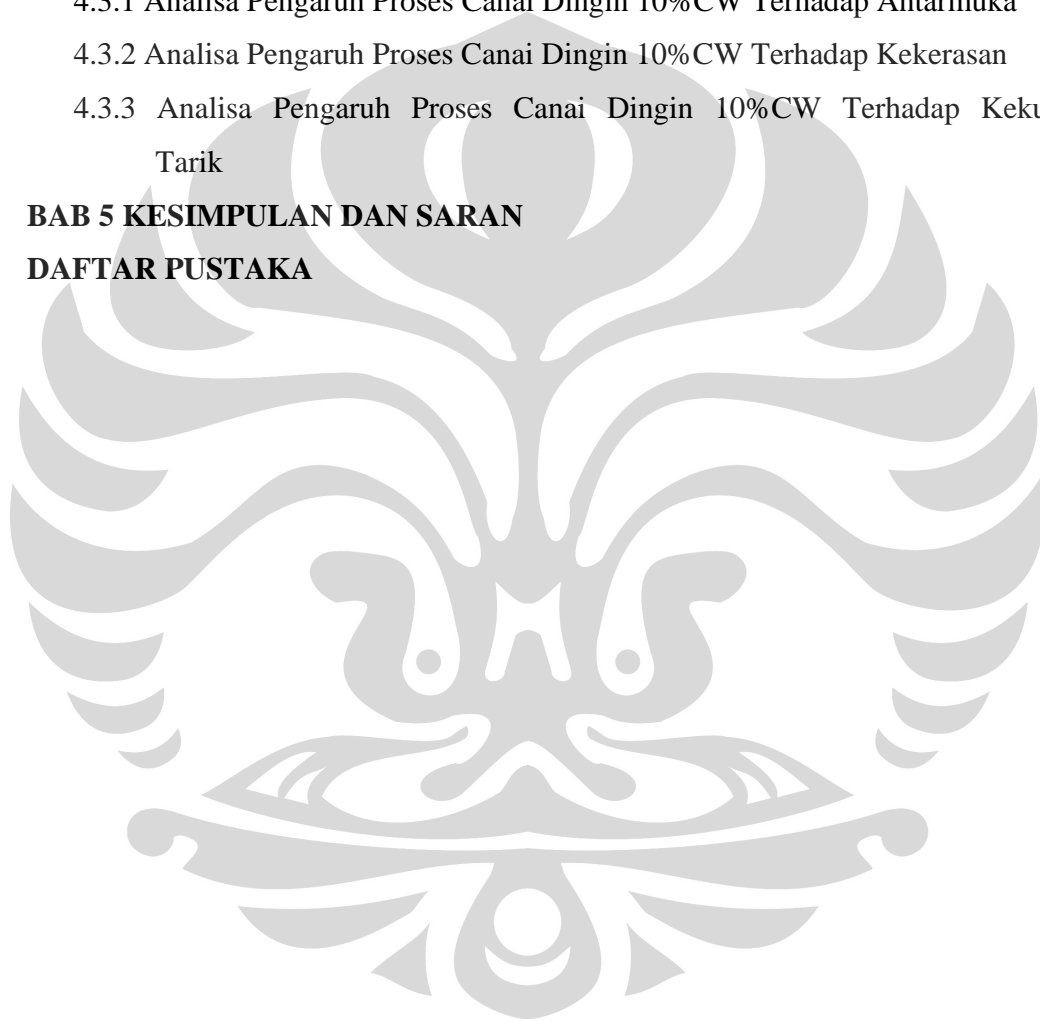 4.3.1 Analisa Pengaruh Proses Canai Dingin 10%CW Terhadap Antarmuka
4.3.2 Analisa Pengaruh Proses Canai Dingin 10%CW Terhadap Kekerasan
4.3.3 Analisa Pengaruh Proses Canai Dingin 10%CW Terhadap
Tarik
BAB 5 KESIMPULAN DAN SARAN
DAFTAR PUSTAKA